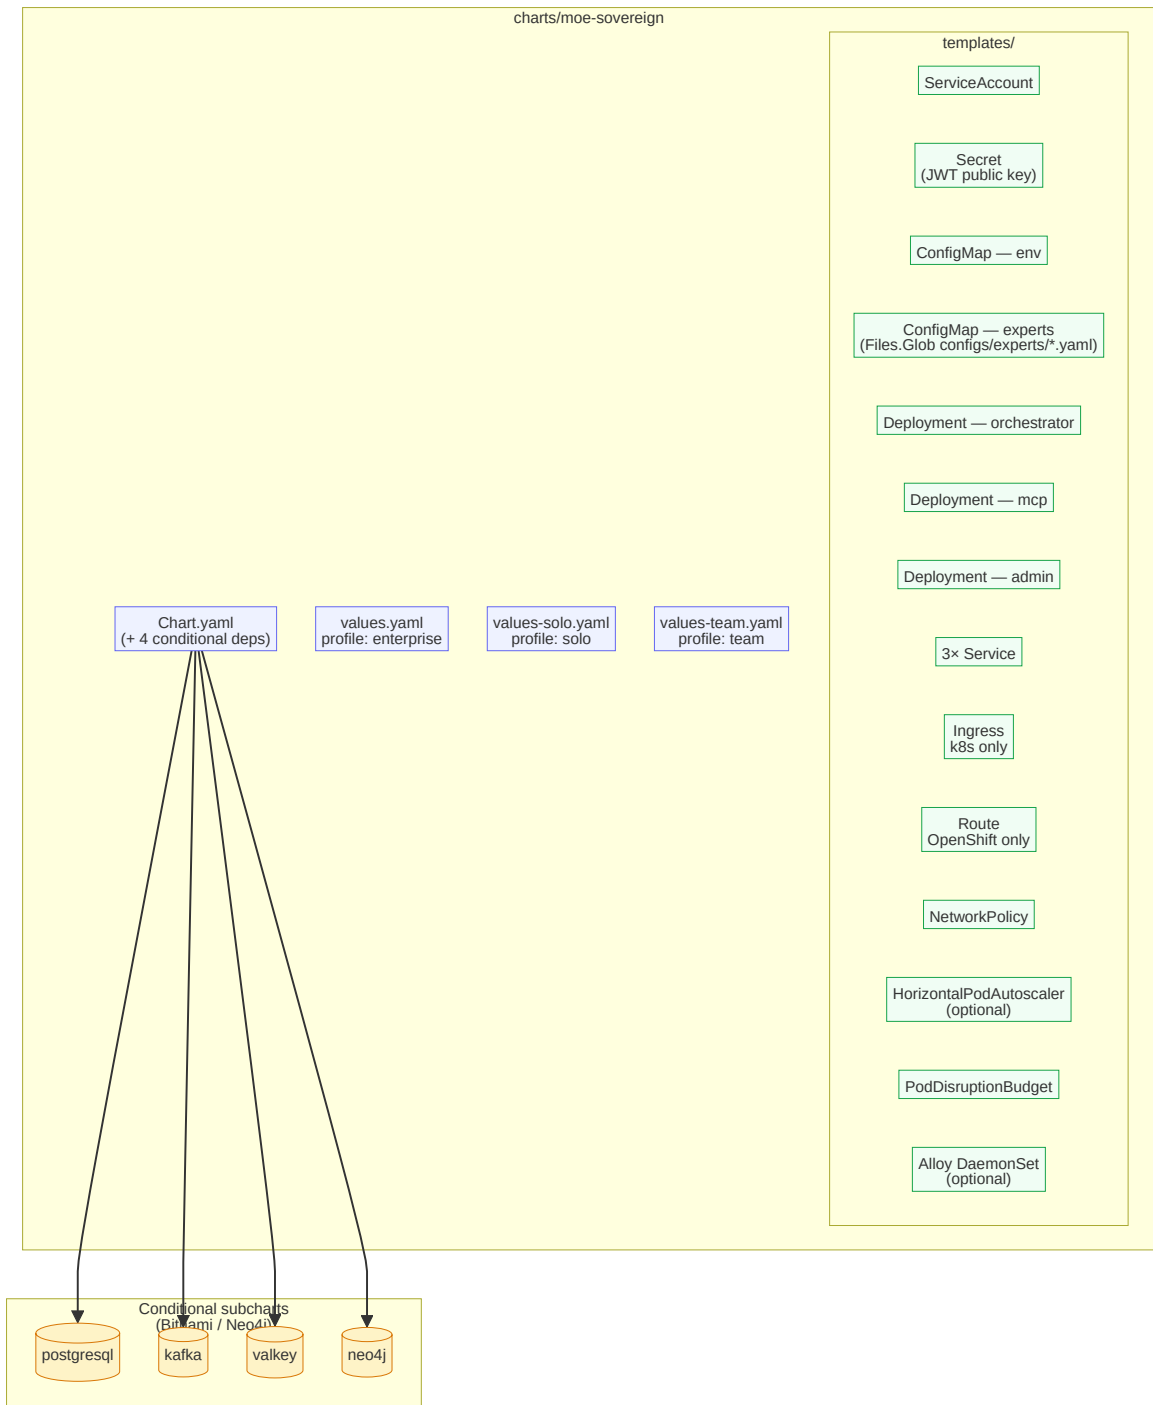 charts/moe-sovereign
templates/
ServiceAccount
Secret
(JWT public key)
ConfigMap — env
ConfigMap — experts
(Files.Glob configs/experts/*.yaml)
Deployment — orchestrator
Deployment — mcp
Deployment — admin
Chart.yaml
(+ 4 conditional deps)
values.yaml
profile: enterprise
values-solo.yaml
profile: solo
values-team.yaml
profile: team
3× Service
Ingress
k8s only
Route
OpenShift only
NetworkPolicy
HorizontalPodAutoscaler
(optional)
PodDisruptionBudget
Alloy DaemonSet
(optional)
Conditional subcharts
(Bitnami / Neo4j)
postgresql
kafka
valkey
neo4j